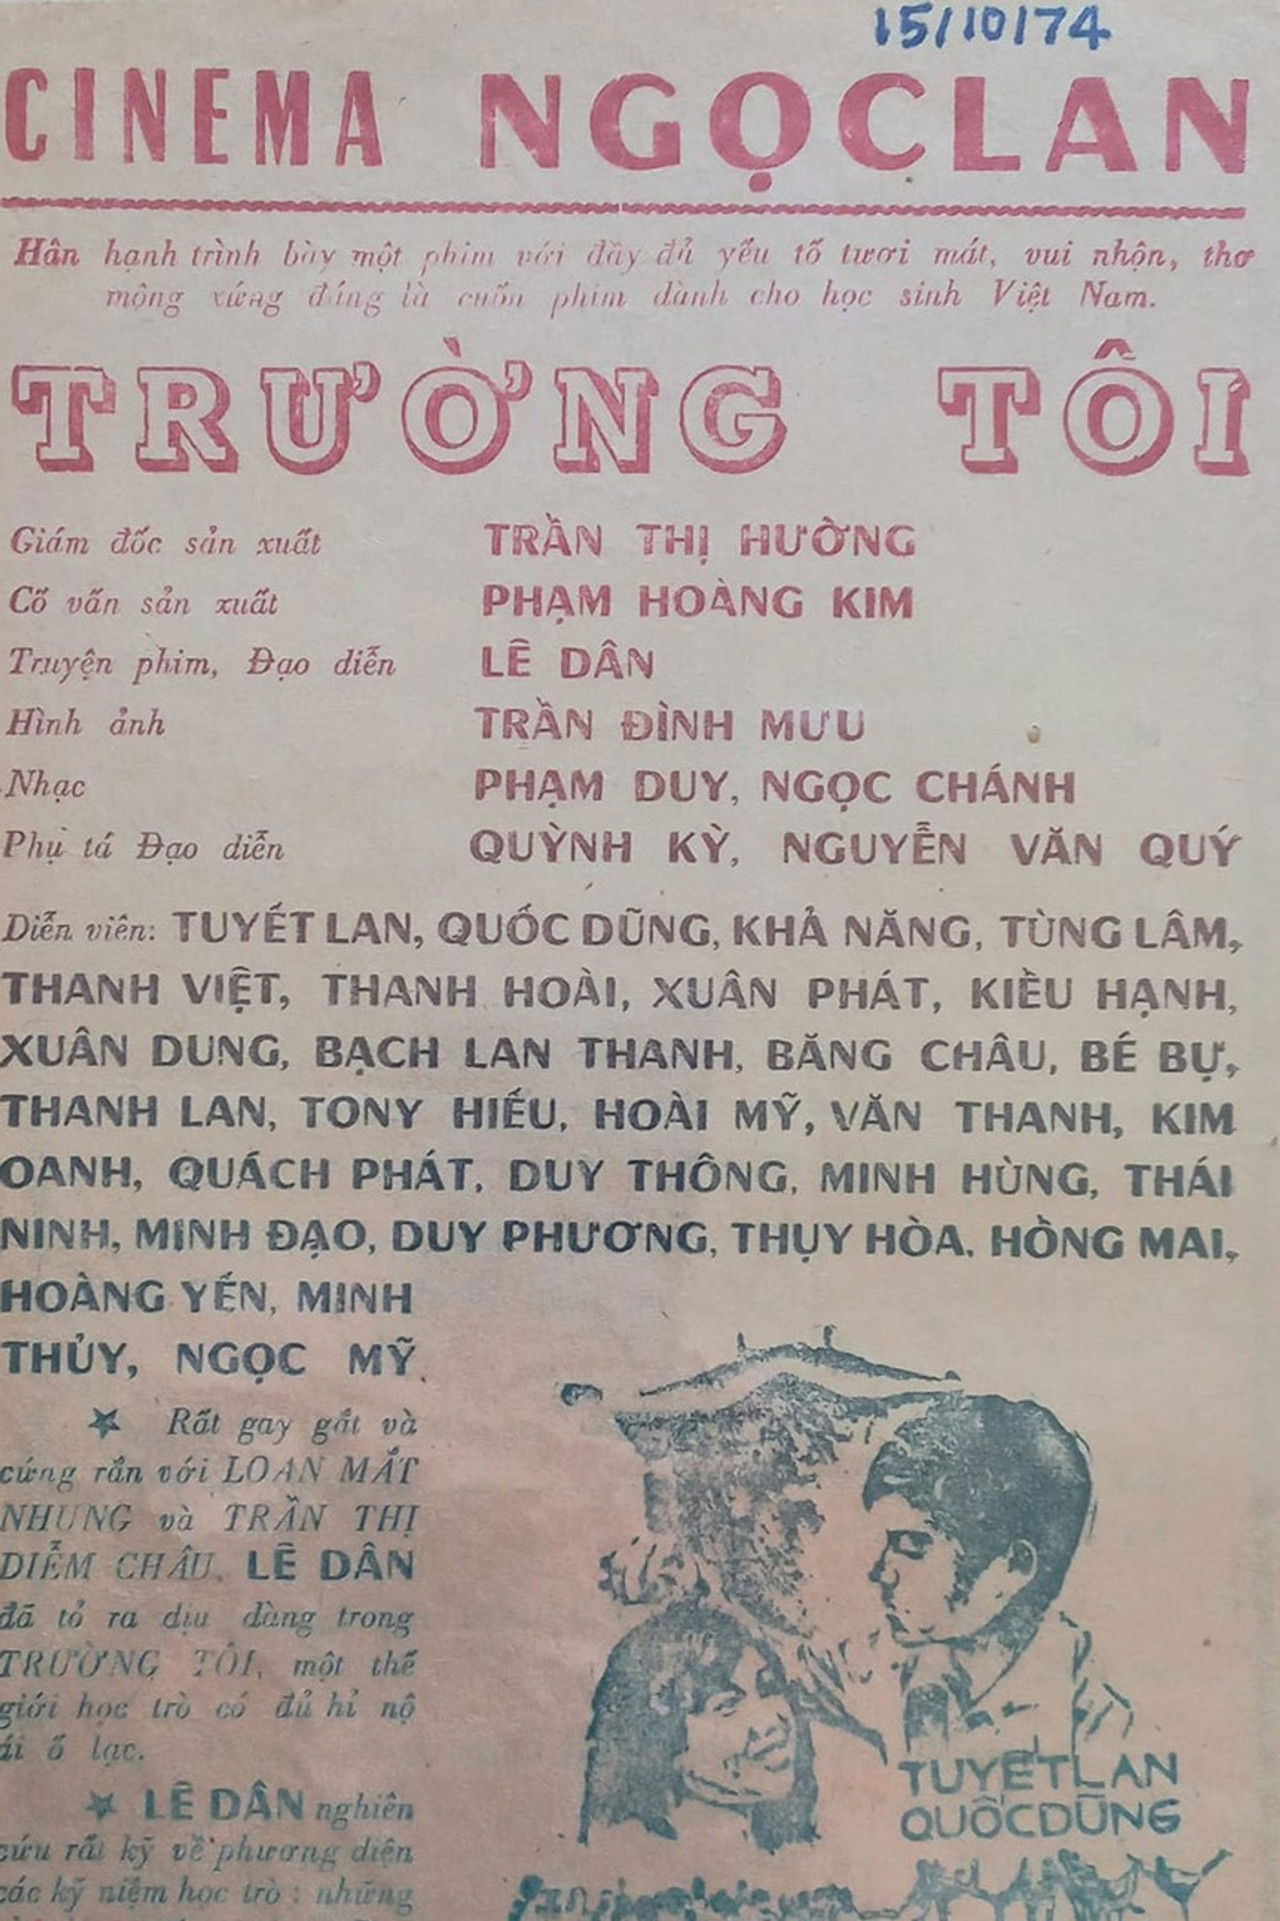 15/10/74
CINEMA NGỌCLAN
Hân hạnh trình bày một phim với đầy đủ yếu tố tươi mát, vui nhộn, thơ
mộng xứng đáng là cuốn phim dành cho học sinh Việt Nam.
TRƯỜNG TÔI
Giám đốc sản xuất TRẦN THỊ HƯỜNG
Cố vấn sản xuất PHẠM HOÀNG KIM
Truyện phim, Đạo diễn LÊ DÂN
Hình ảnh TRẦN ĐÌNH MƯU
Nhạc PHẠM DUY, NGỌC CHÁNH
Phụ tá Đạo diễn QUỲNH KỲ, NGUYỄN VĂN QUÝ
Diễn viên: TUYẾT LAN, QUỐC DŨNG, KHẢ NĂNG, TÙNG LÂM,
THANH VIỆT, THANH HOÀI, XUÂN PHÁT, KIỀU HẠNH,
XUÂN DUNG, BẠCH LAN THANH, BĂNG CHÂU, BÉ BỰ,
THANH LAN, TONY HIẾU, HOÀI MỸ, VĂN THANH, KIM
OANH, QUÁCH PHÁT, DUY THÔNG, MINH HÙNG, THÁI
NINH, MINH ĐẠO, DUY PHƯƠNG, THỤY HÒA, HỒNG MAI,
HOÀNG YẾN, MINH
THỦY, NGỌC MỸ.
Rất gay gắt và
cứng rắn với LOAN MẮT
NHUNG và TRẦN THỊ
DIỄM CHÂU, LÊ DÂN
đã tỏ ra dịu dàng trong
TRƯỜNG TÔI, một thế
giới học trò có đủ hỉ nộ
ái ố lạc.
LÊ DÂN nghiên
cứu rất kỹ về phương diện
các kỹ niệm học trò : những
TUYẾT LAN
QUỐC DŨNG